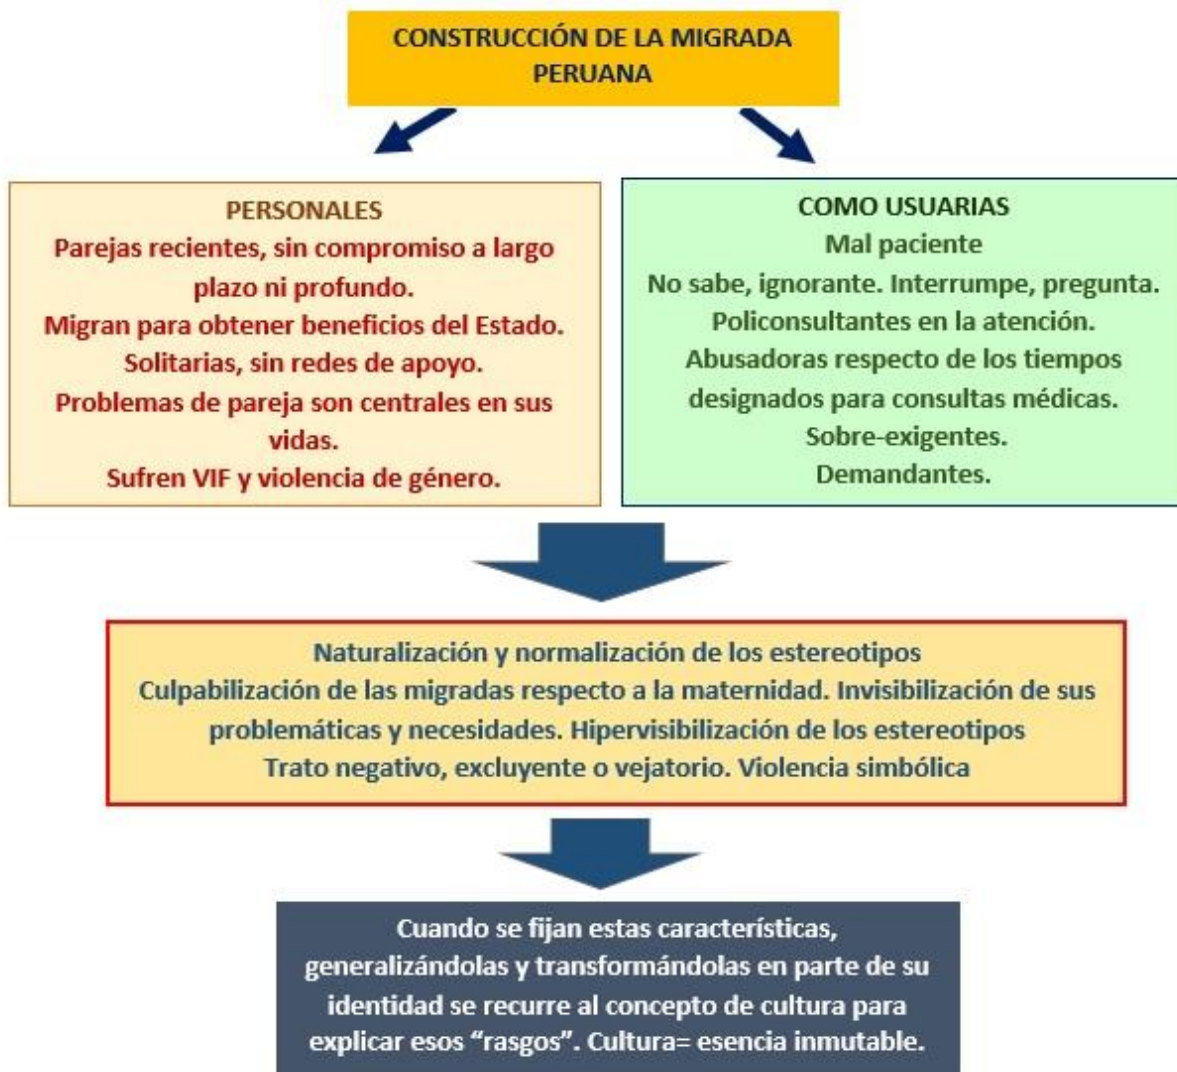 CONSTRUCCIÓN DE LA MIGRADA
PERUANA
PERSONALES
Parejas recientes, sin compromiso a largo
plazo ni profundo.
Migran para obtener beneficios del Estado.
Solitarias, sin redes de apoyo.
Problemas de pareja son centrales en sus
vidas.
Sufren VIF y violencia de género.
COMO USUARIAS
Mal paciente
No sabe, ignorante. Interrumpe, pregunta.
Policonsultantes en la atención.
Abusadoras respecto de los tiempos
designados para consultas médicas.
Sobre-exigentes.
Demandantes.
Naturalización y normalización de los estereotipos
Culpabilización de las migradas respecto a la maternidad. Invisibilización de sus
problemáticas y necesidades. Hipervisibilización de los estereotipos
Trato negativo, excluyente o vejatorio. Violencia simbólica
Cuando se fijan estas característícas,
generalizándolas y transformándolas en parte de su
identidad se recurre al concepto de cultura para
explicar esos “rasgos”. Cultura= esencia inmutable.